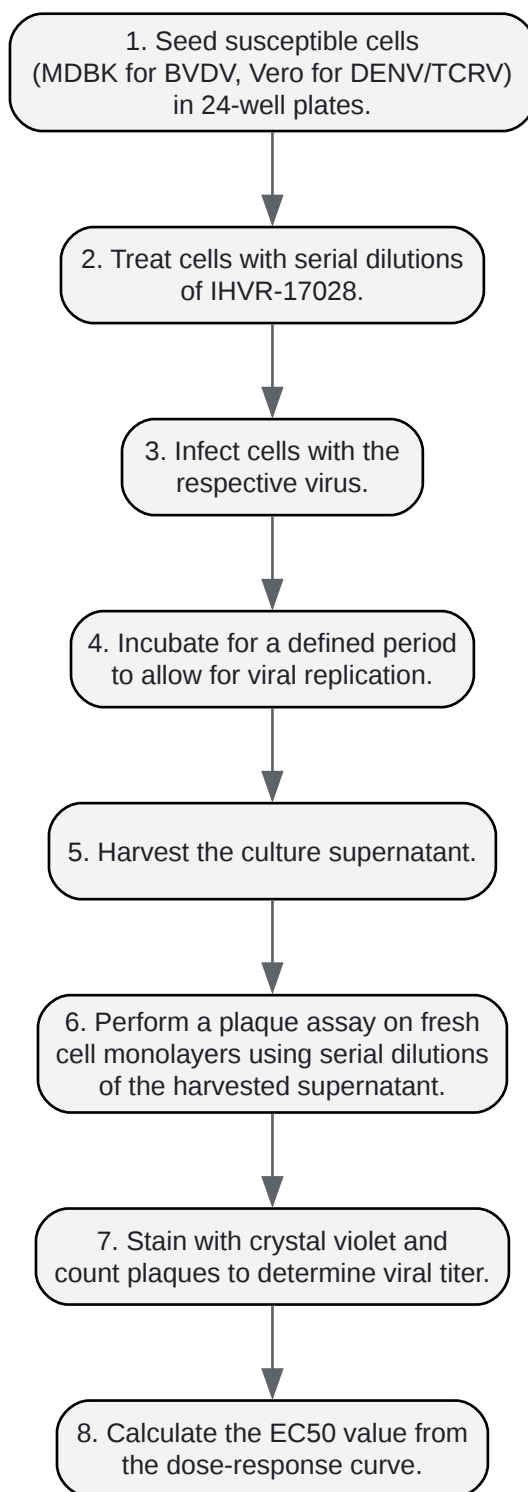 1. Seed susceptible cells
(MDBK for BVDV, Vero for DENV/TCRV)
in 24-well plates.
2. Treat cells with serial dilutions
of IHVR-17028.
3. Infect cells with the
respective virus.
4. Incubate for a defined period
to allow for viral replication.
5. Harvest the culture supernatant.
6. Perform a plaque assay on fresh
cell monolayers using serial dilutions
of the harvested supernatant.
7. Stain with crystal violet and
count plaques to determine viral titer.
8. Calculate the EC50 value from
the dose-response curve.